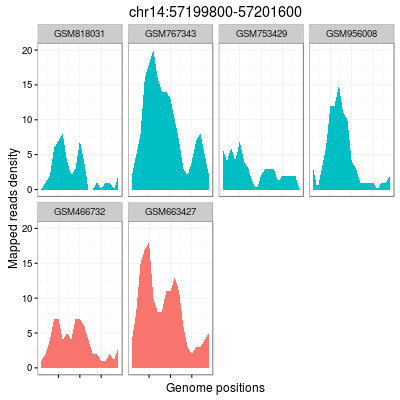 chr14:57199800-57201600
GSM818031 GSM767343 GSM753429 GSM956008
20
15
10
5
0
Mapped reads density
GSM466732 GSM663427
20
15
10
5
0
Genome positions